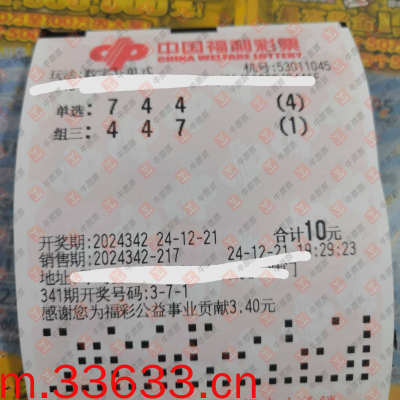 中国福利彩票
CHINA WELFARE LOTTERY
玩法: 机号:53011045
单选: 7 4 4 (4)
组三: 4 4 7 (1)
开奖期:2024342 24-12-21 合计10元
销售期:2024342-217 24-12-21 19:29:23
地址:
341期开奖号码:3-7-1
感谢您为福彩公益事业贡献3.40元
m.33633.cn